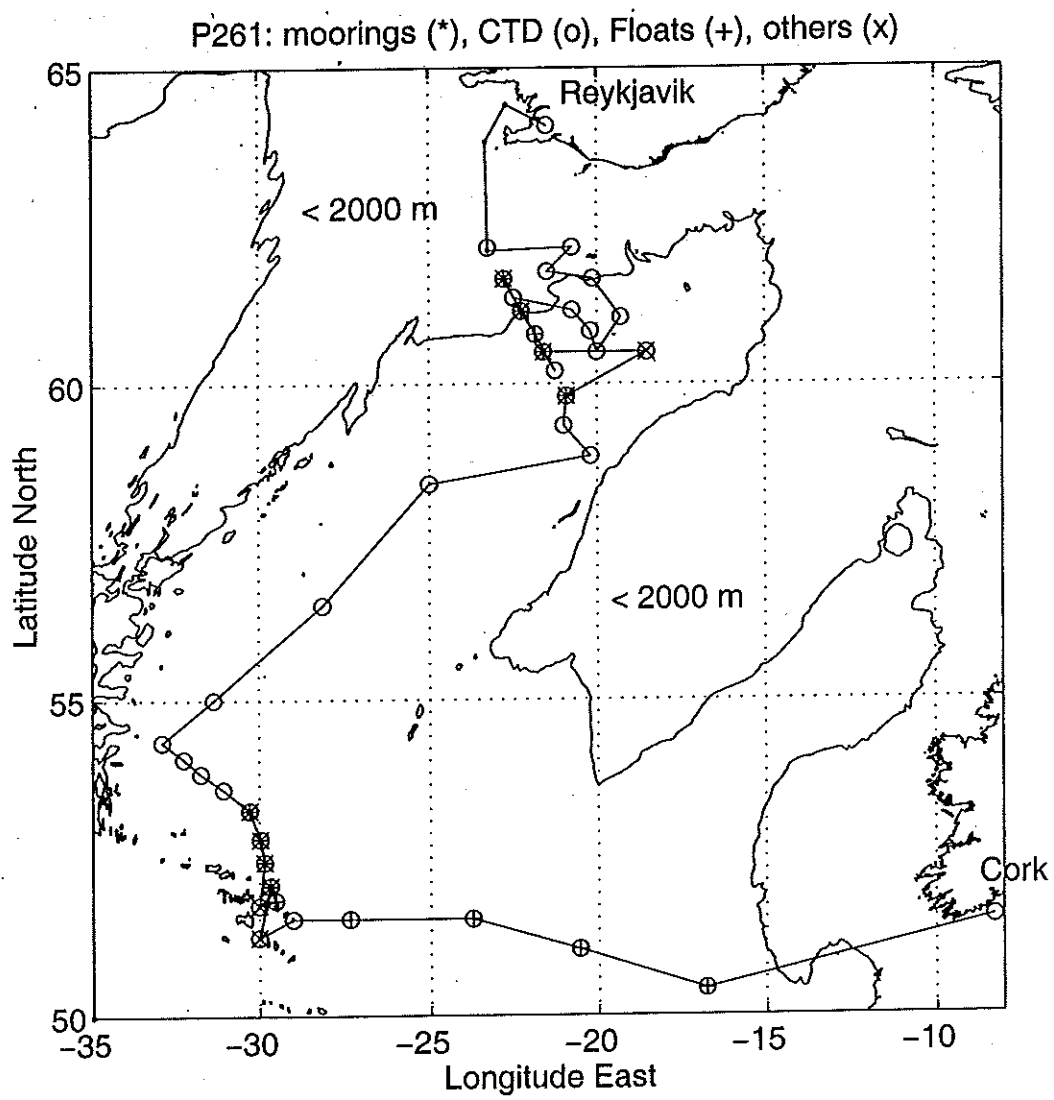 P261: moorings (*), CTD (o), Floats (+), others (x)
65
Reykjavik
< 2000 m
60
Latitude North
< 2000 m
55
Cork
50
−35 −30 −25 −20 −15 −10
Longitude East